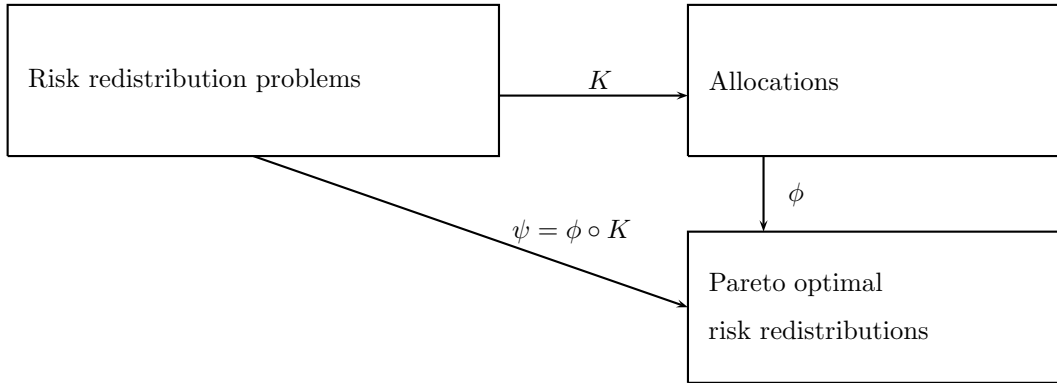 Risk redistribution problems
K
Allocations
ϕ
ψ = ϕ ∘ K
Pareto optimal
risk redistributions